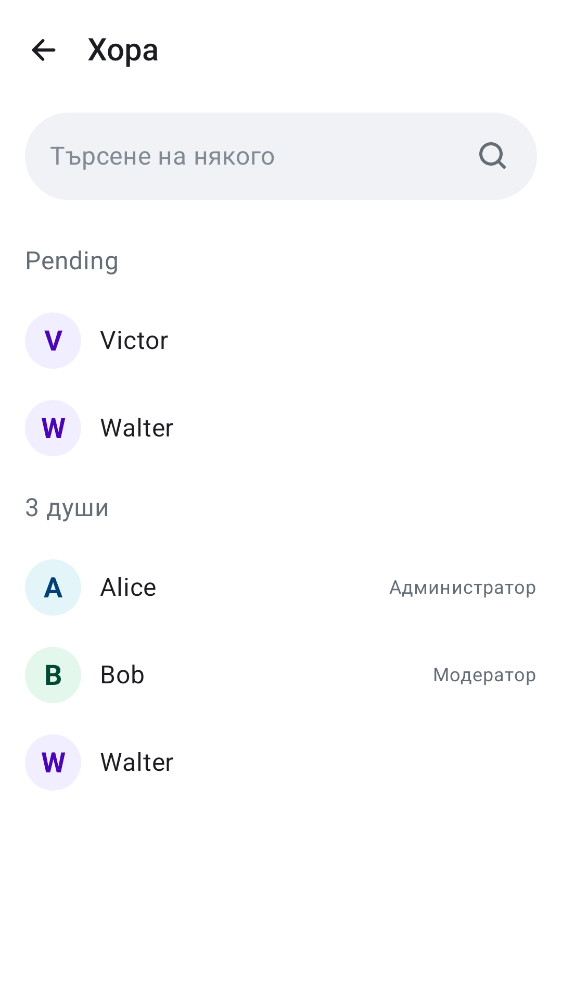 Хора
Търсене на някого
Pending
V Victor
W Walter
3 души
A Alice Администратор
B Bob Модератор
W Walter